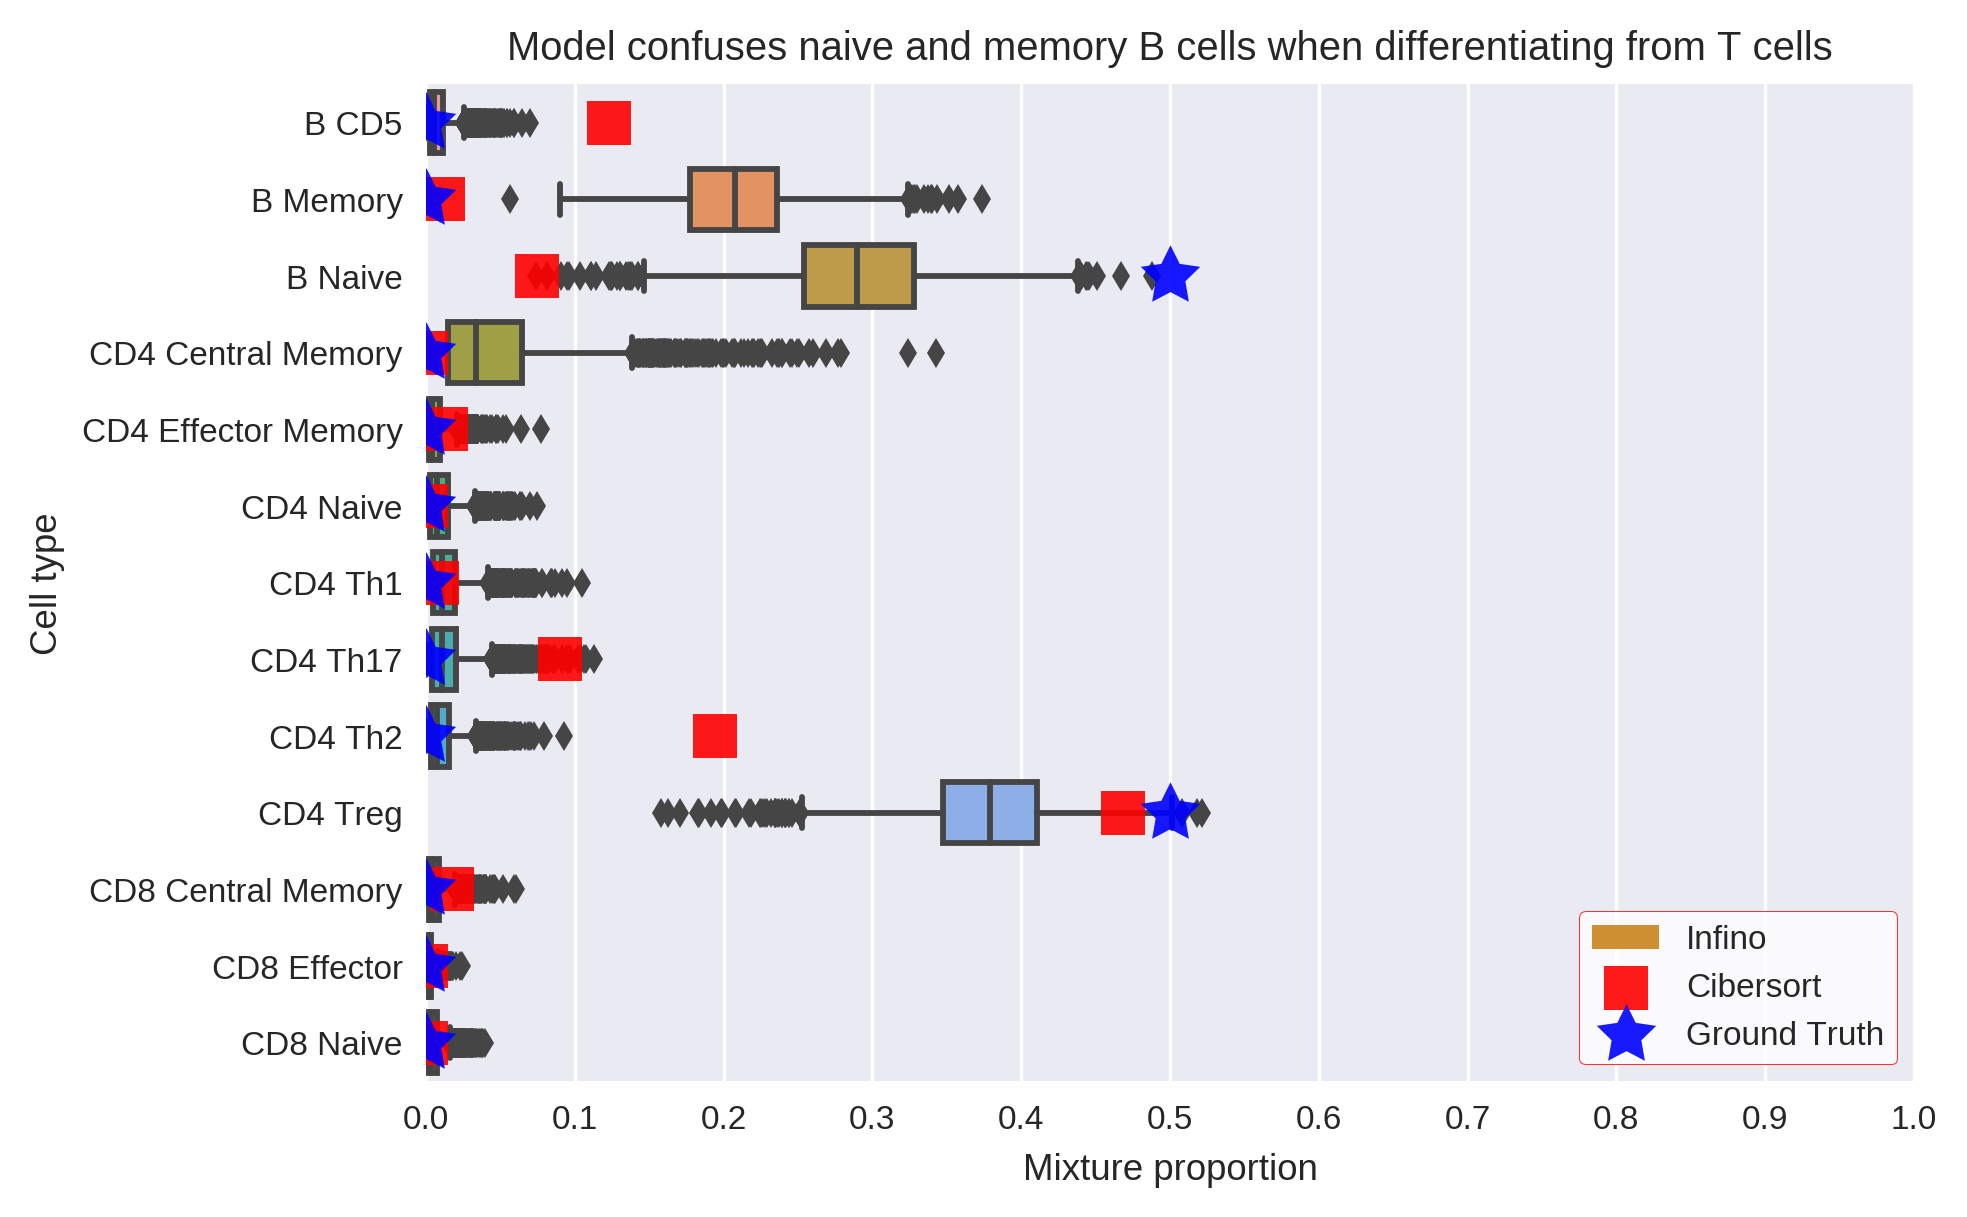 Model confuses naive and memory B cells when differentiating from T cells
Cell type
B CD5
B Memory
B Naive
CD4 Central Memory
CD4 Effector Memory
CD4 Naive
CD4 Th1
CD4 Th17
CD4 Th2
CD4 Treg
CD8 Central Memory
CD8 Effector
CD8 Naive
Infino
Cibersort
Ground Truth
0.0 0.1 0.2 0.3 0.4 0.5 0.6 0.7 0.8 0.9 1.0
Mixture proportion